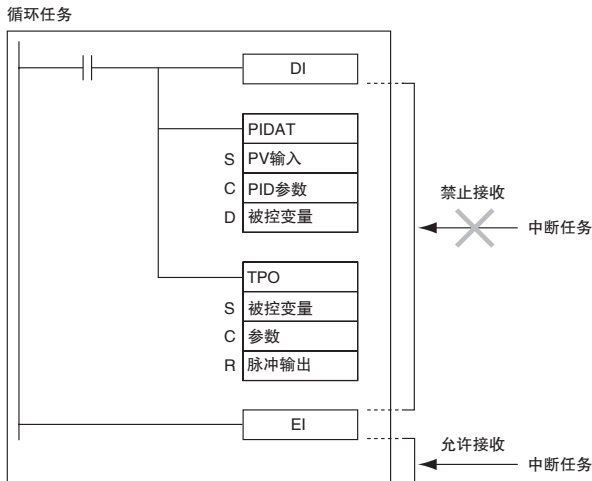 循环任务
DI
PIDAT
S PV输入
C PID参数
D 被控变量
禁止接收
中断任务
TPO
S 被控变量
C 参数
R 脉冲输出
EI
允许接收
中断任务